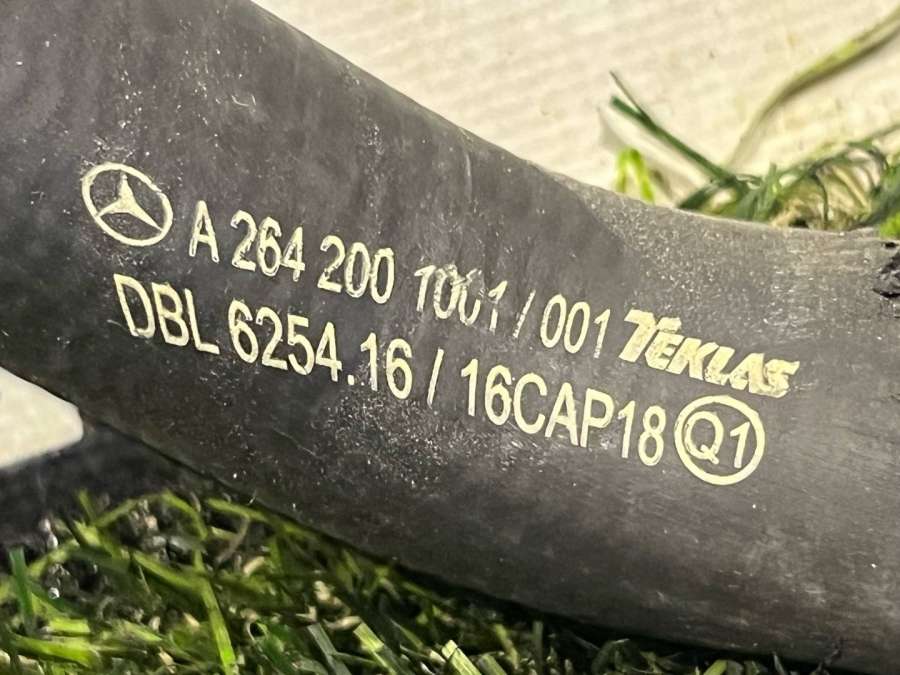 A 264 200 1001 / 001 TEKLAS
DBL 6254.16 / 16CAP18 Q1